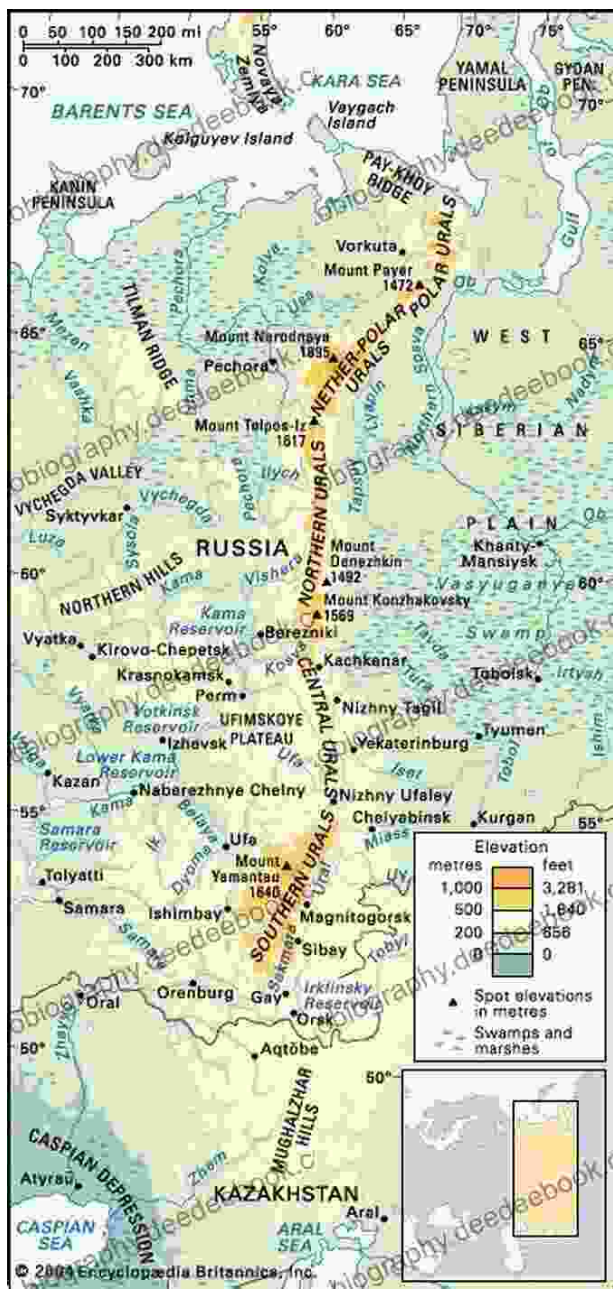 0 50 100 150 200 mi
0 100 200 300 km
55° 60° 65° 70° 75°
70°
Novaya
Zemlya
KARA SEA
YAMAL
PENINSULA
GYDAN
PEN.
Ob
70°
BARENTS SEA
Vaygach
Island
Kolguyev Island
KANIN
PENINSULA
PAY-KHOY
RIDGE
Gulf
Vorkuta
Mount Payer
1472
POLAR URALS
Ob
Pechora
Kolva
Usa
TILMAN RIDGE
65°
Mezen
Mount Narodnaya
1895
NETHER-POLAR
URALS
WEST
65°
Vashka
Pechora
Izhma
Northern Sosva
Lyapin
Kazym
Nadym
Mount Telpos-Iz
1617
SIBERIAN
Ilych
Pechora
Tapsuy
VYCHEGDA VALLEY
Vychegda
Syktyvkar
Sysola
Luza
NORTHERN URALS
PLAIN
Ob
RUSSIA
Mount
Denezhkin
1492
Khanty-
Mansiysk
60°
NORTHERN HILLS
Kama
Vishera
Vasyuganye
60°
Mount Konzhakovsky
1569
Kama
Reservoir
Berezniki
Swamp
Vyatka
Kirovo-Chepetsk
Kosva
Kachkanar
Tavda
Tura
Krasnokamsk
Perm
Tobolsk
Irtysh
CENTRAL URALS
Vyatka
Votkinsk
Reservoir
UFIMSKOYE
PLATEAU
Nizhny Tagil
Izhevsk
Tyumen
Ishim
Volga
Lower Kama
Reservoir
Ufa
Yekaterinburg
Tobol
Kazan
Iset
Naberezhnye Chelny
Nizhny Ufaley
55°
Kama
Chelyabinsk
Kurgan
55°
Samara
Reservoir
Ik
Belaya
Dyoma
Ufa
Miass
Mount
Yamantau
1640
Uy
Tolyatti
Samara
Ishimbay
SOUTHERN URALS
Ural
Magnitogorsk
Samara
Sakmara
Sibay
Tobyl
Orenburg
Gay
Iriklinsky
Reservoir
Oral
Orsk
Elevation
metres feet
1,000 3,281
500 1,640
200 656
0 0
Spot elevations
in metres
Swamps and
marshes
50°
Zhayyq
Aqtöbe
50°
MUGHALZHAR
HILLS
CASPIAN DEPRESSION
Zhem
Atyrau
KAZAKHSTAN
CASPIAN
SEA
Aral
ARAL
SEA
© 2004 Encyclopædia Britannica, Inc.